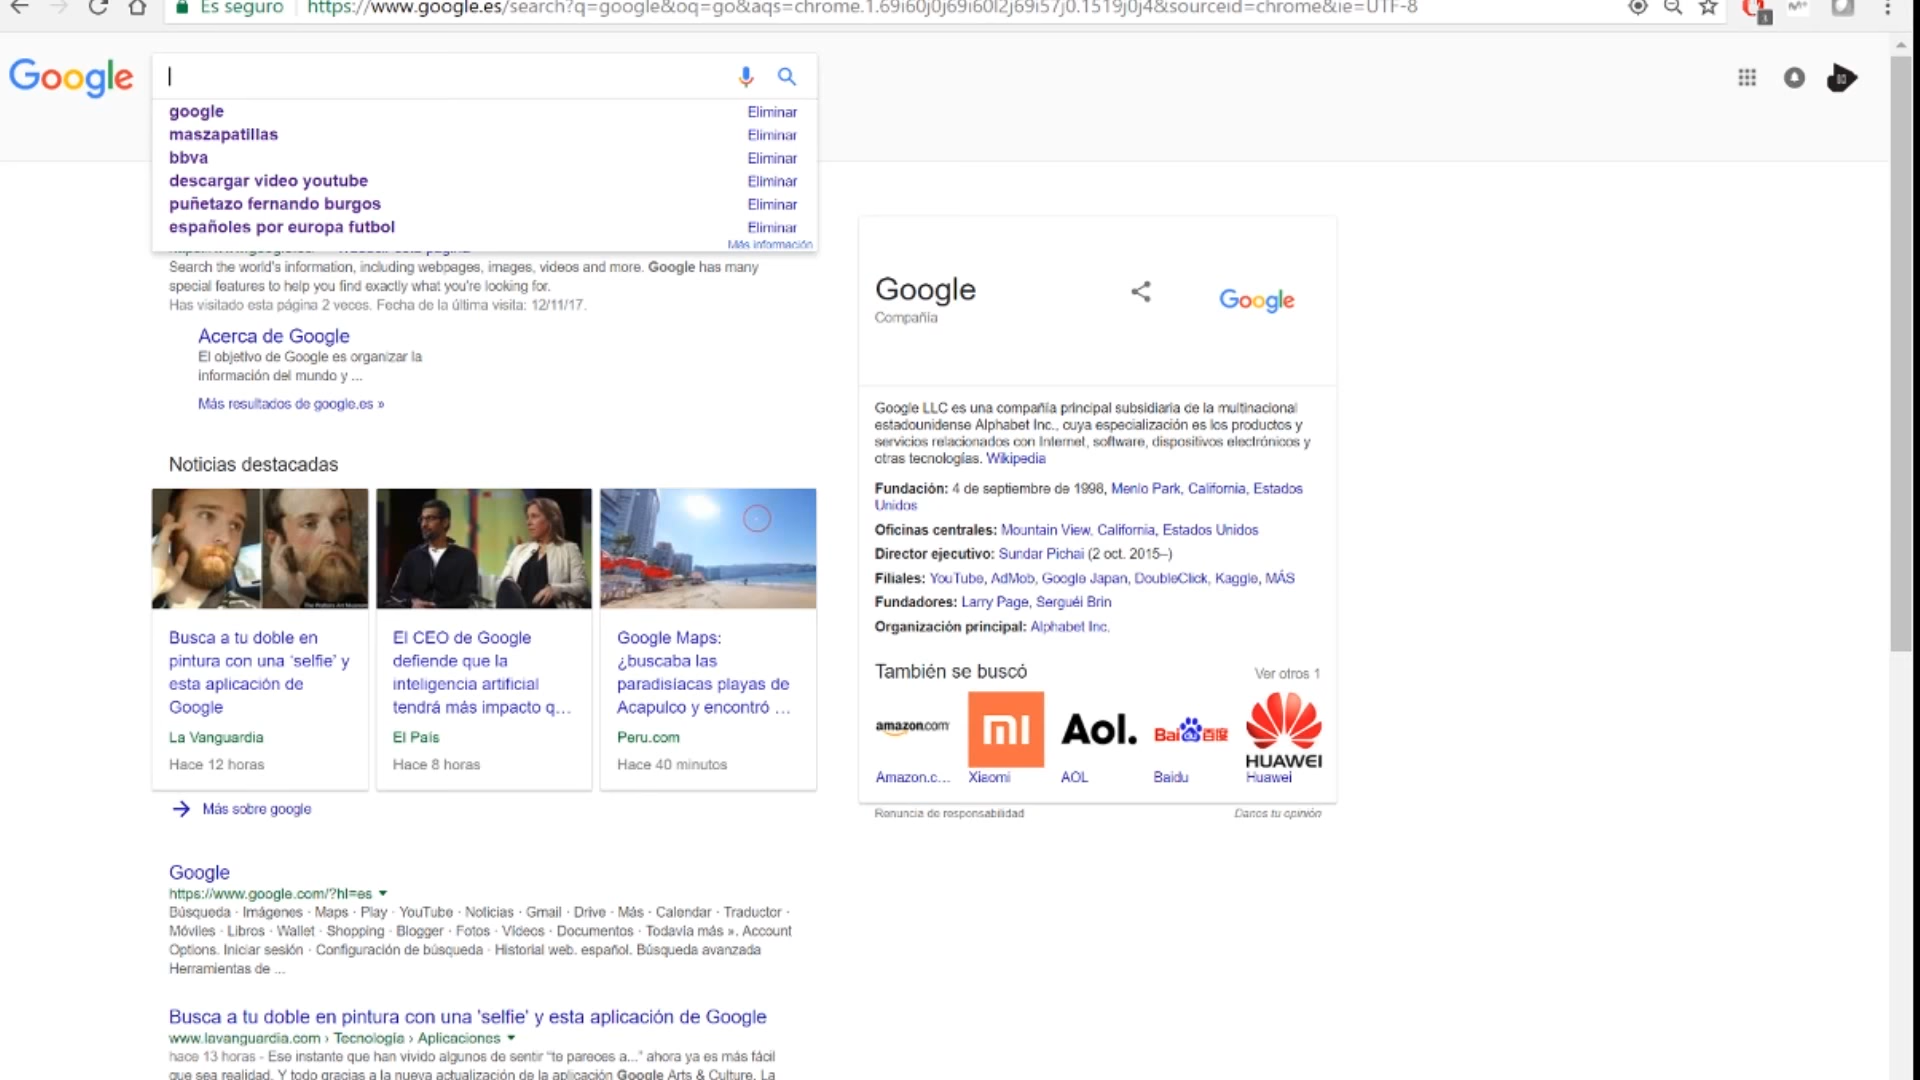 Es seguro
https://www.google.es/search?q=google&oq=go&aqs=chrome.1.69i60j0j69i60l2j69i57j0.1519j0j4&sourceid=chrome&ie=UTF-8
Google
google Eliminar
maszapatillas Eliminar
bbva Eliminar
descargar video youtube Eliminar
puñetazo fernando burgos Eliminar
españoles por europa futbol Eliminar
Más información
Search the world's information, including webpages, images, videos and more. Google has many
special features to help you find exactly what you're looking for.
Has visitado esta página 2 veces. Fecha de la última visita: 12/11/17.
Acerca de Google
El objetivo de Google es organizar la
información del mundo y ...
Más resultados de google.es »
Noticias destacadas
Busca a tu doble en
pintura con una 'selfie' y
esta aplicación de
Google
La Vanguardia
Hace 12 horas
El CEO de Google
defiende que la
inteligencia artificial
tendrá más impacto q...
El País
Hace 8 horas
Google Maps:
¿buscaba las
paradisíacas playas de
Acapulco y encontró ...
Peru.com
Hace 40 minutos
Más sobre google
Google
https://www.google.com/?hl=es
Búsqueda · Imágenes · Maps · Play · YouTube · Noticias · Gmail · Drive · Más · Calendar · Traductor ·
Móviles · Libros · Wallet · Shopping · Blogger · Fotos · Vídeos · Documentos · Todavía más ». Account
Options. Iniciar sesión · Configuración de búsqueda · Historial web. español. Búsqueda avanzada
Herramientas de ...
Busca a tu doble en pintura con una 'selfie' y esta aplicación de Google
www.lavanguardia.com › Tecnología › Aplicaciones
hace 13 horas - Ese instante que han vivido algunos de sentir "te pareces a..." ahora ya es más fácil
que sea realidad. Y todo gracias a la nueva actualización de la aplicación Google Arts & Culture. La
Google
Compañía
Google
Google LLC es una compañía principal subsidiaria de la multinacional
estadounidense Alphabet Inc., cuya especialización es los productos y
servicios relacionados con Internet, software, dispositivos electrónicos y
otras tecnologías. Wikipedia
Fundación: 4 de septiembre de 1998, Menlo Park, California, Estados
Unidos
Oficinas centrales: Mountain View, California, Estados Unidos
Director ejecutivo: Sundar Pichai (2 oct. 2015–)
Filiales: YouTube, AdMob, Google Japan, DoubleClick, Kaggle, MÁS
Fundadores: Larry Page, Serguéi Brin
Organización principal: Alphabet Inc.
También se buscó
Ver otros 1
amazon.com
mi
Aol.
Bai百度
HUAWEI
Amazon.c... Xiaomi AOL Baidu Huawei
Renuncia de responsabilidad
Danos tu opinión